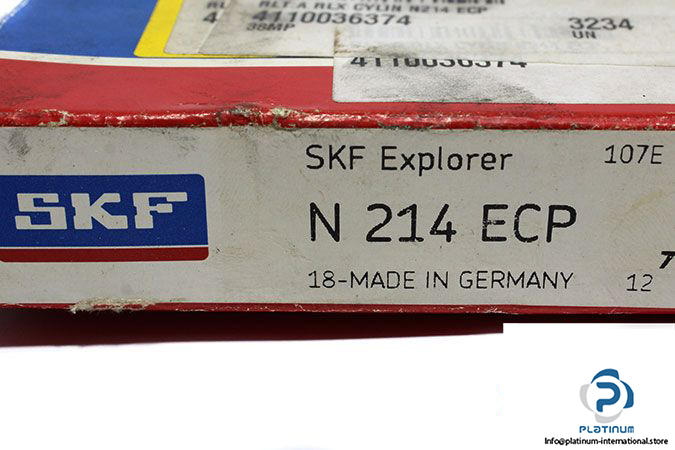 RLT A RLX CYLIN N214 ECP
4110036374
38MP
3234
UN
4110036374
SKF
SKF Explorer
107E
N 214 ECP
18-MADE IN GERMANY
12
7
PLATINUM
Info@platinum-international.store